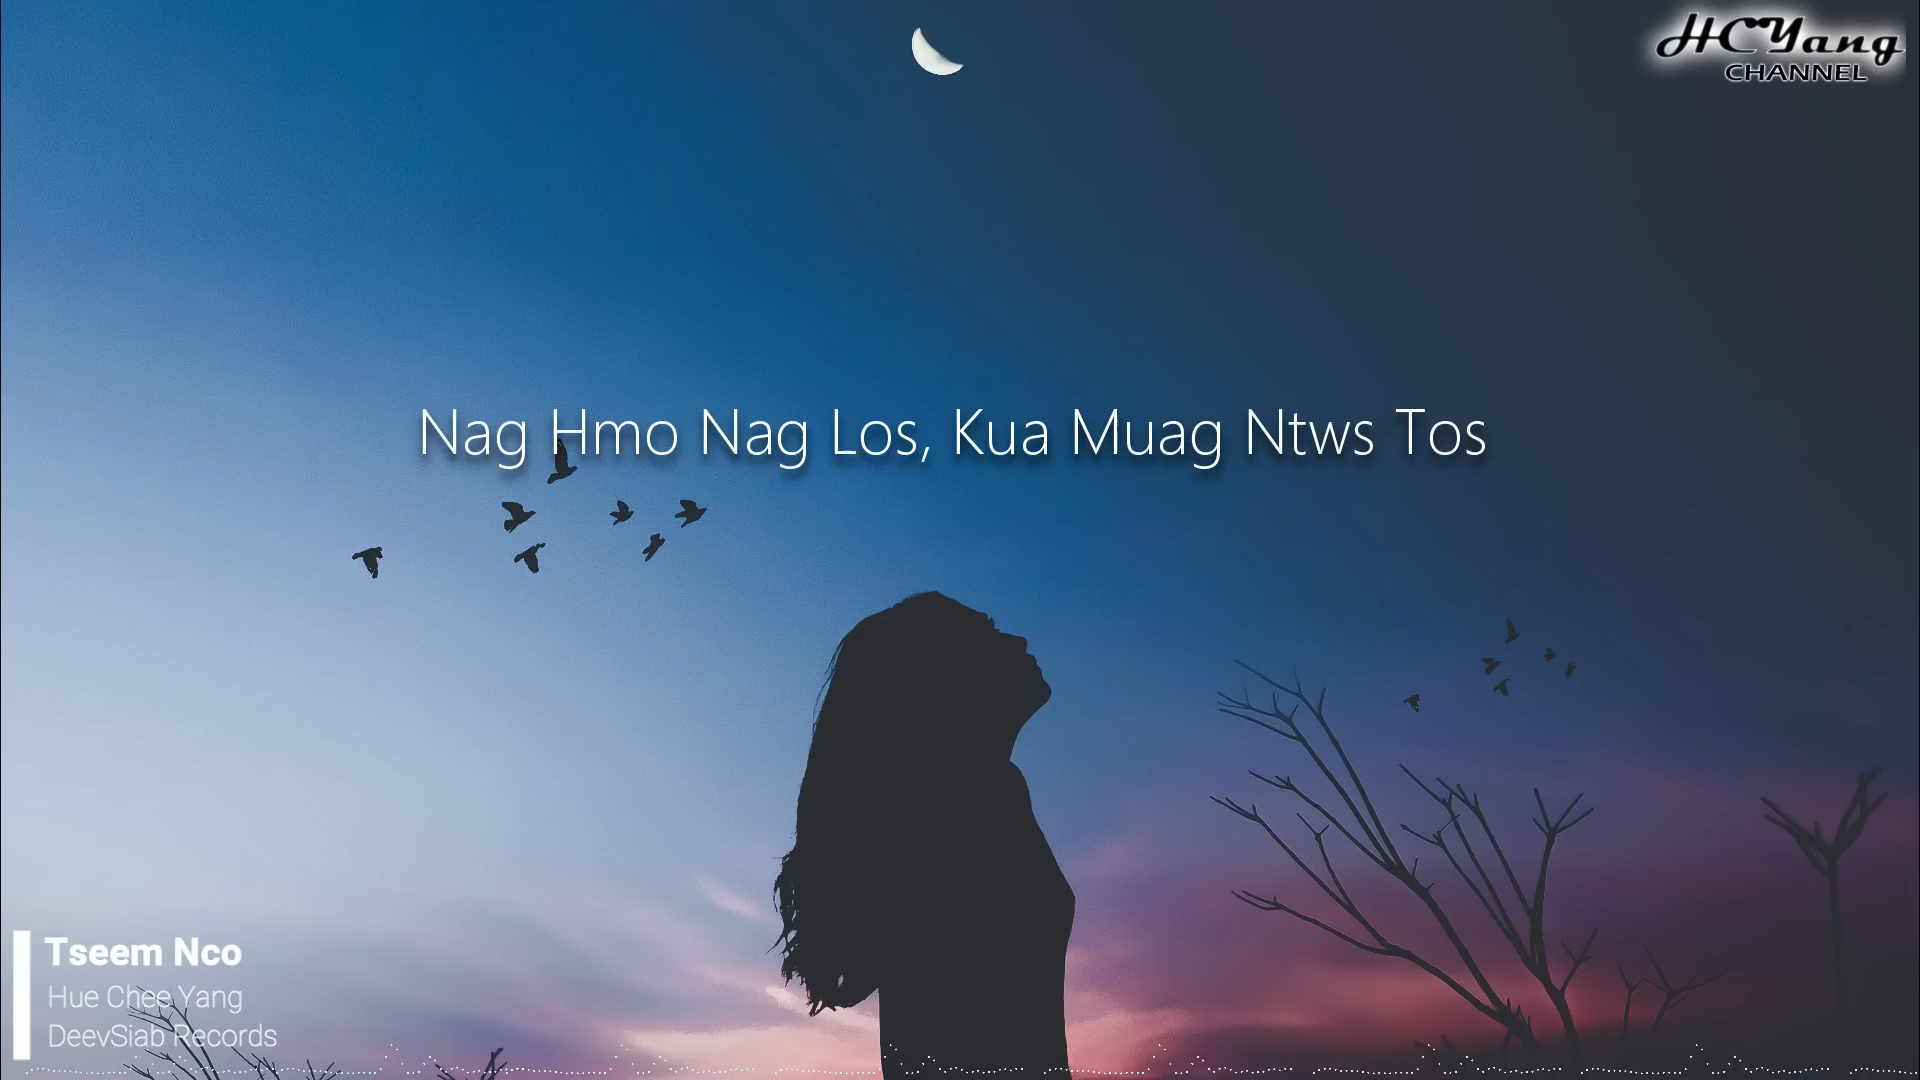 HCYang
CHANNEL
Nag Hmo Nag Los, Kua Muag Ntws Tos
Tseem Nco
Hue Chee Yang
DeevSiab Records